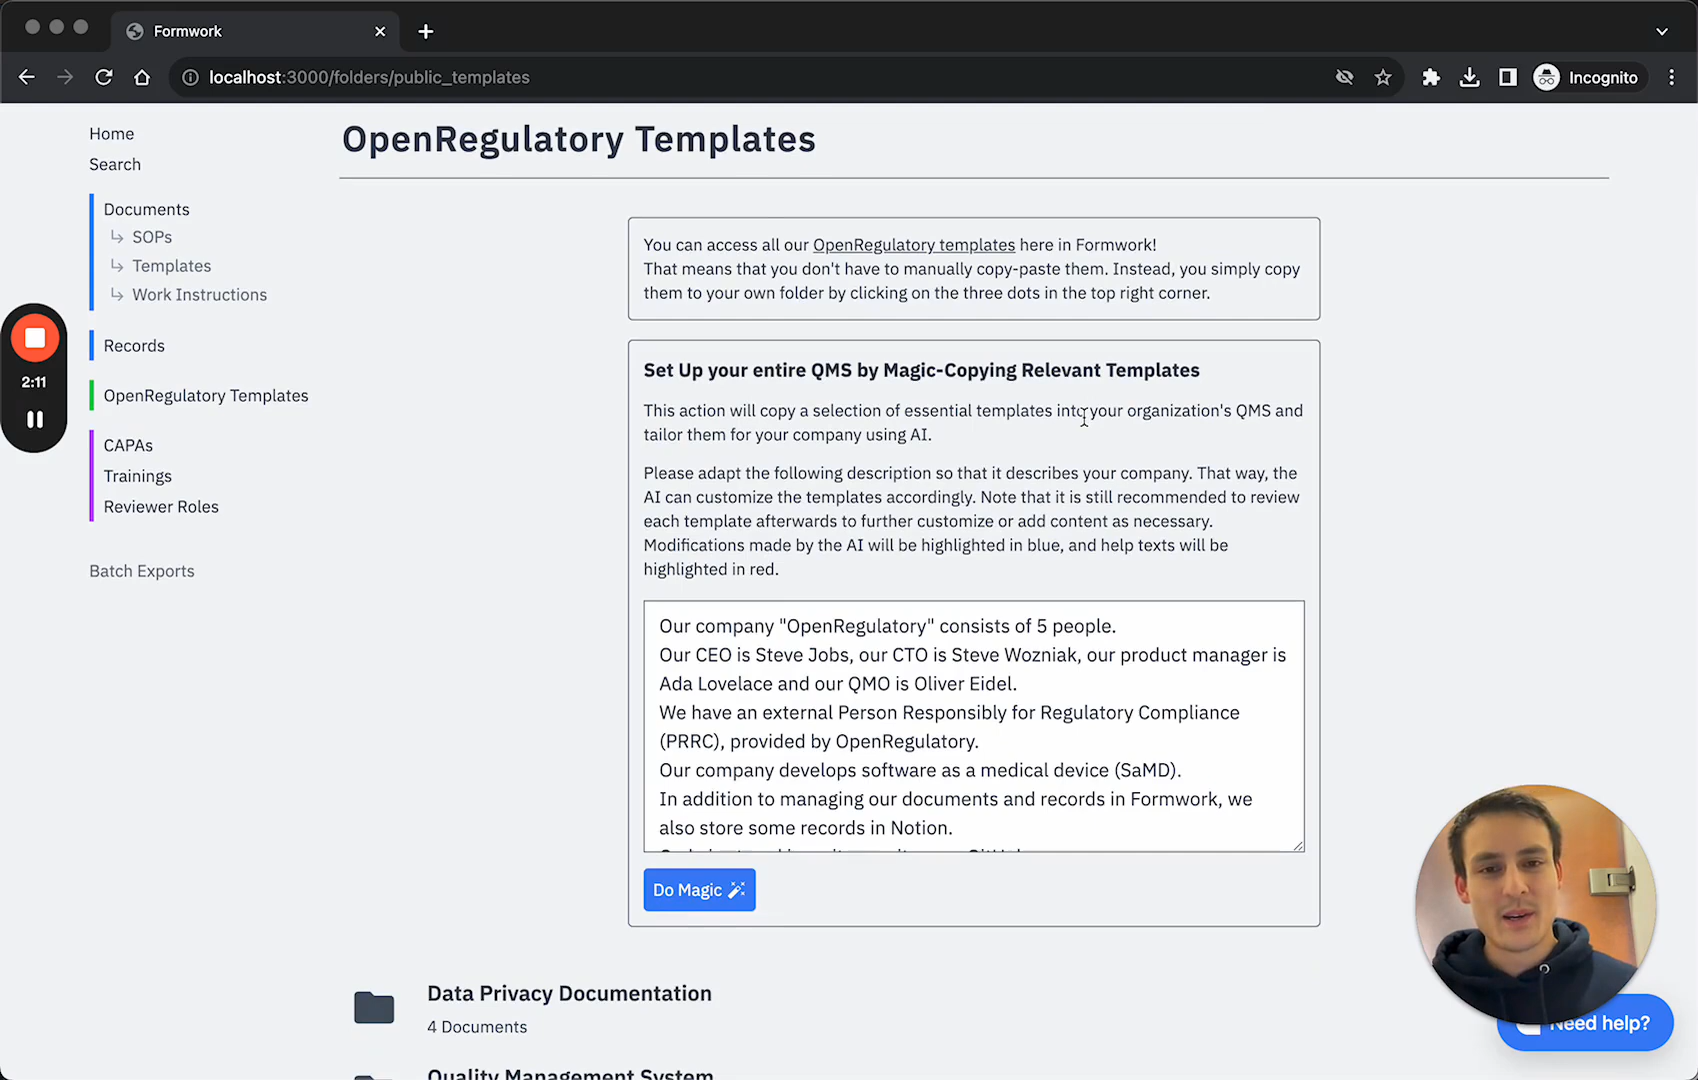 Formwork
localhost:3000/folders/public_templates
Incognito
Home
Search
Documents
SOPs
Templates
Work Instructions
Records
OpenRegulatory Templates
CAPAs
Trainings
Reviewer Roles
Batch Exports
2:11
OpenRegulatory Templates
You can access all our OpenRegulatory templates here in Formwork!
That means that you don't have to manually copy-paste them. Instead, you simply copy
them to your own folder by clicking on the three dots in the top right corner.
Set Up your entire QMS by Magic-Copying Relevant Templates
This action will copy a selection of essential templates into your organization's QMS and
tailor them for your company using AI.
Please adapt the following description so that it describes your company. That way, the
AI can customize the templates accordingly. Note that it is still recommended to review
each template afterwards to further customize or add content as necessary.
Modifications made by the AI will be highlighted in blue, and help texts will be
highlighted in red.
Our company "OpenRegulatory" consists of 5 people.
Our CEO is Steve Jobs, our CTO is Steve Wozniak, our product manager is
Ada Lovelace and our QMO is Oliver Eidel.
We have an external Person Responsibly for Regulatory Compliance
(PRRC), provided by OpenRegulatory.
Our company develops software as a medical device (SaMD).
In addition to managing our documents and records in Formwork, we
also store some records in Notion.
Do Magic
Data Privacy Documentation
4 Documents
Quality Management System
Need help?